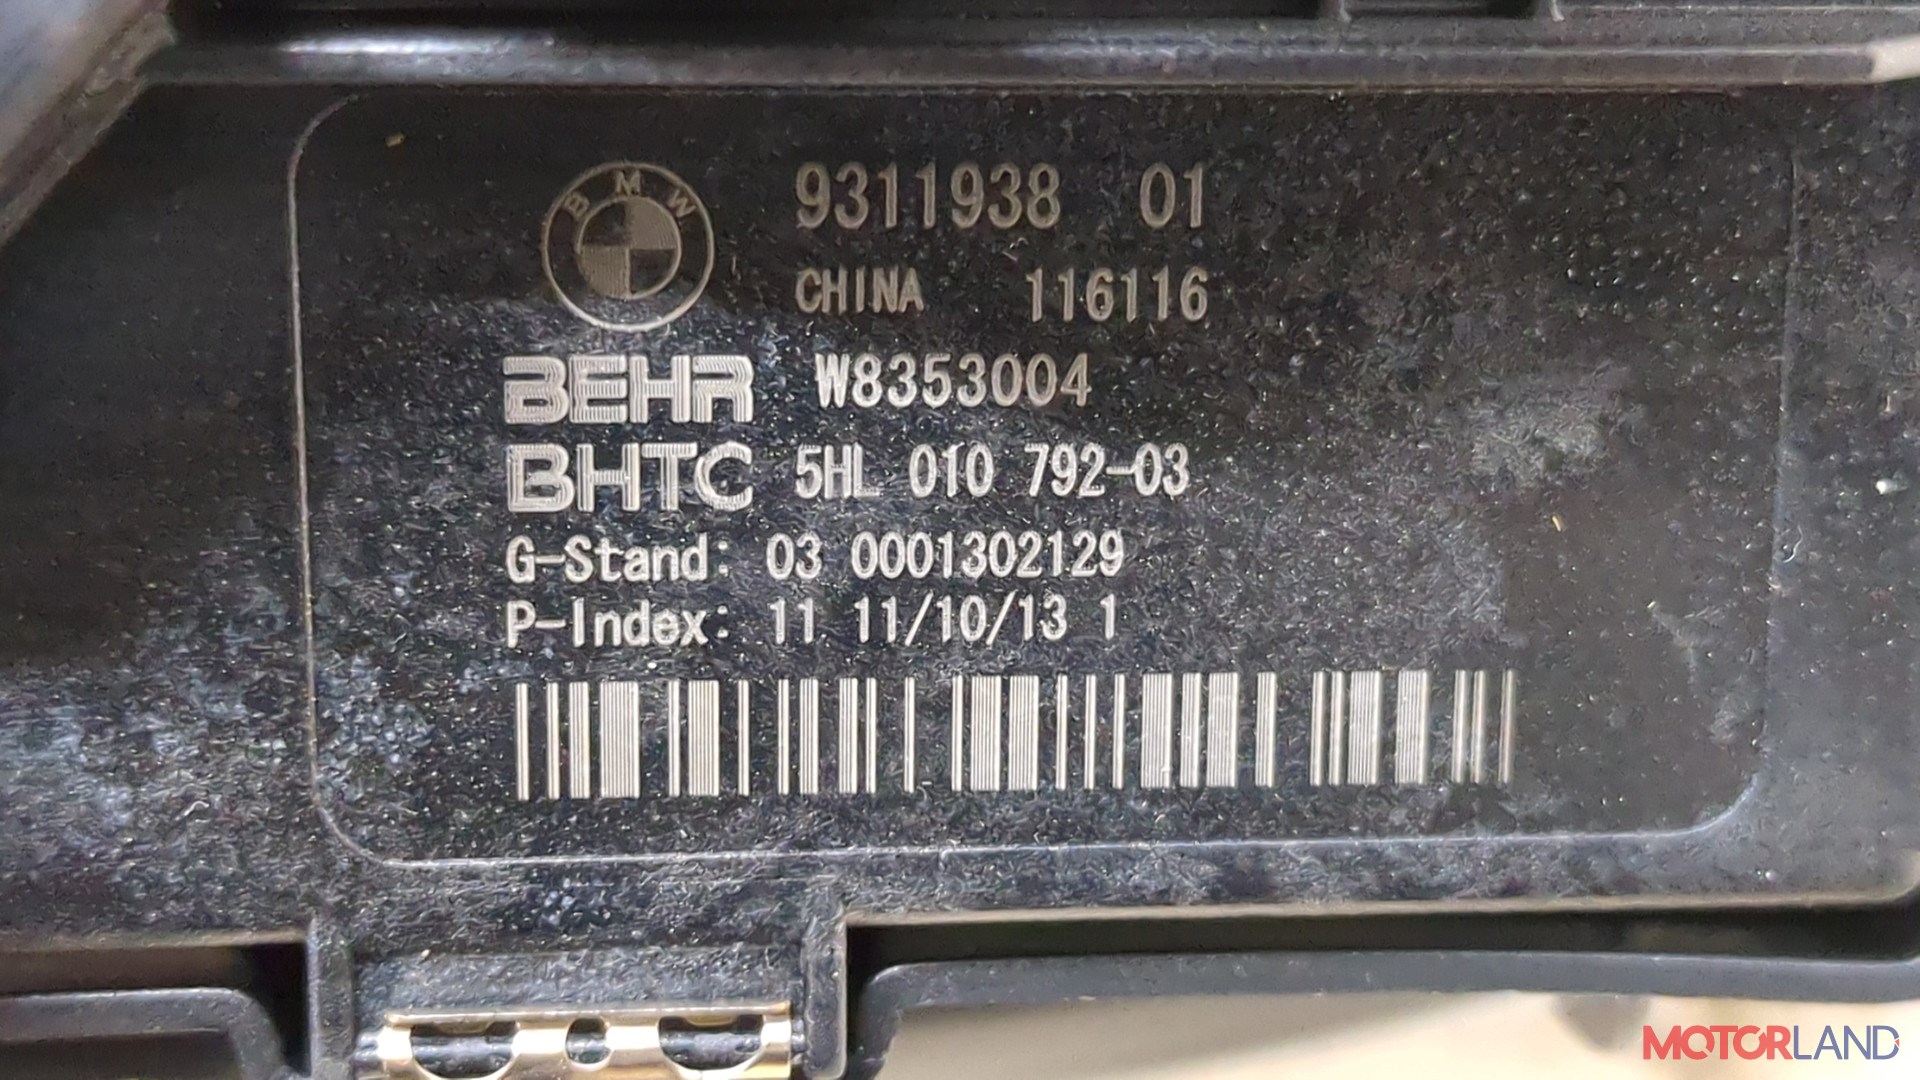 BMW 9311938 01
CHINA 116116
BEHR W8353004
BHTC 5HL 010 792-03
G-Stand: 03 0001302129
P-Index: 11 11/10/13 1
MOTORLAND